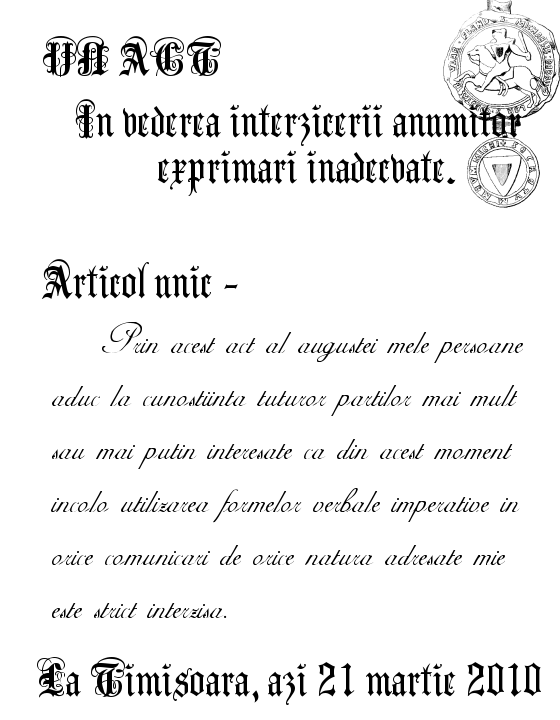 UN ACT
In vederea interzicerii anumitor
exprimari inadecvate.
Articol unic -
Prin acest act al augustei mele persoane
aduc la cunostiinta tuturor partilor mai mult
sau mai putin interesate ca din acest moment
incolo utilizarea formelor verbale imperative in
orice comunicari de orice natura adresate mie
este strict interzisa.
La Timisoara, azi 21 martie 2010